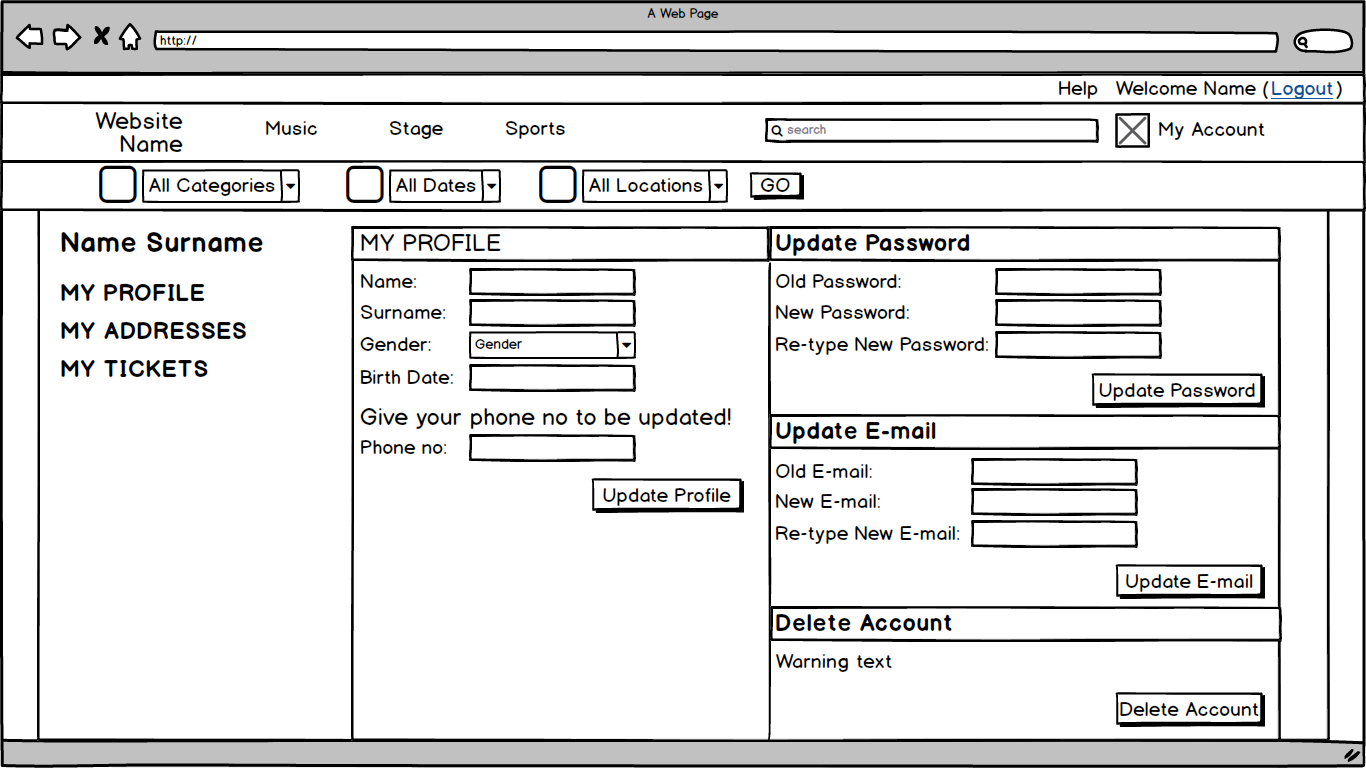 A Web Page
http://
Help Welcome Name (Logout)
Website
Name
Music Stage Sports
search
My Account
All Categories All Dates All Locations GO
Name Surname
MY PROFILE
MY ADDRESSES
MY TICKETS
MY PROFILE
Name:
Surname:
Gender: Gender
Birth Date:
Give your phone no to be updated!
Phone no:
Update Profile
Update Password
Old Password:
New Password:
Re-type New Password:
Update Password
Update E-mail
Old E-mail:
New E-mail:
Re-type New E-mail:
Update E-mail
Delete Account
Warning text
Delete Account